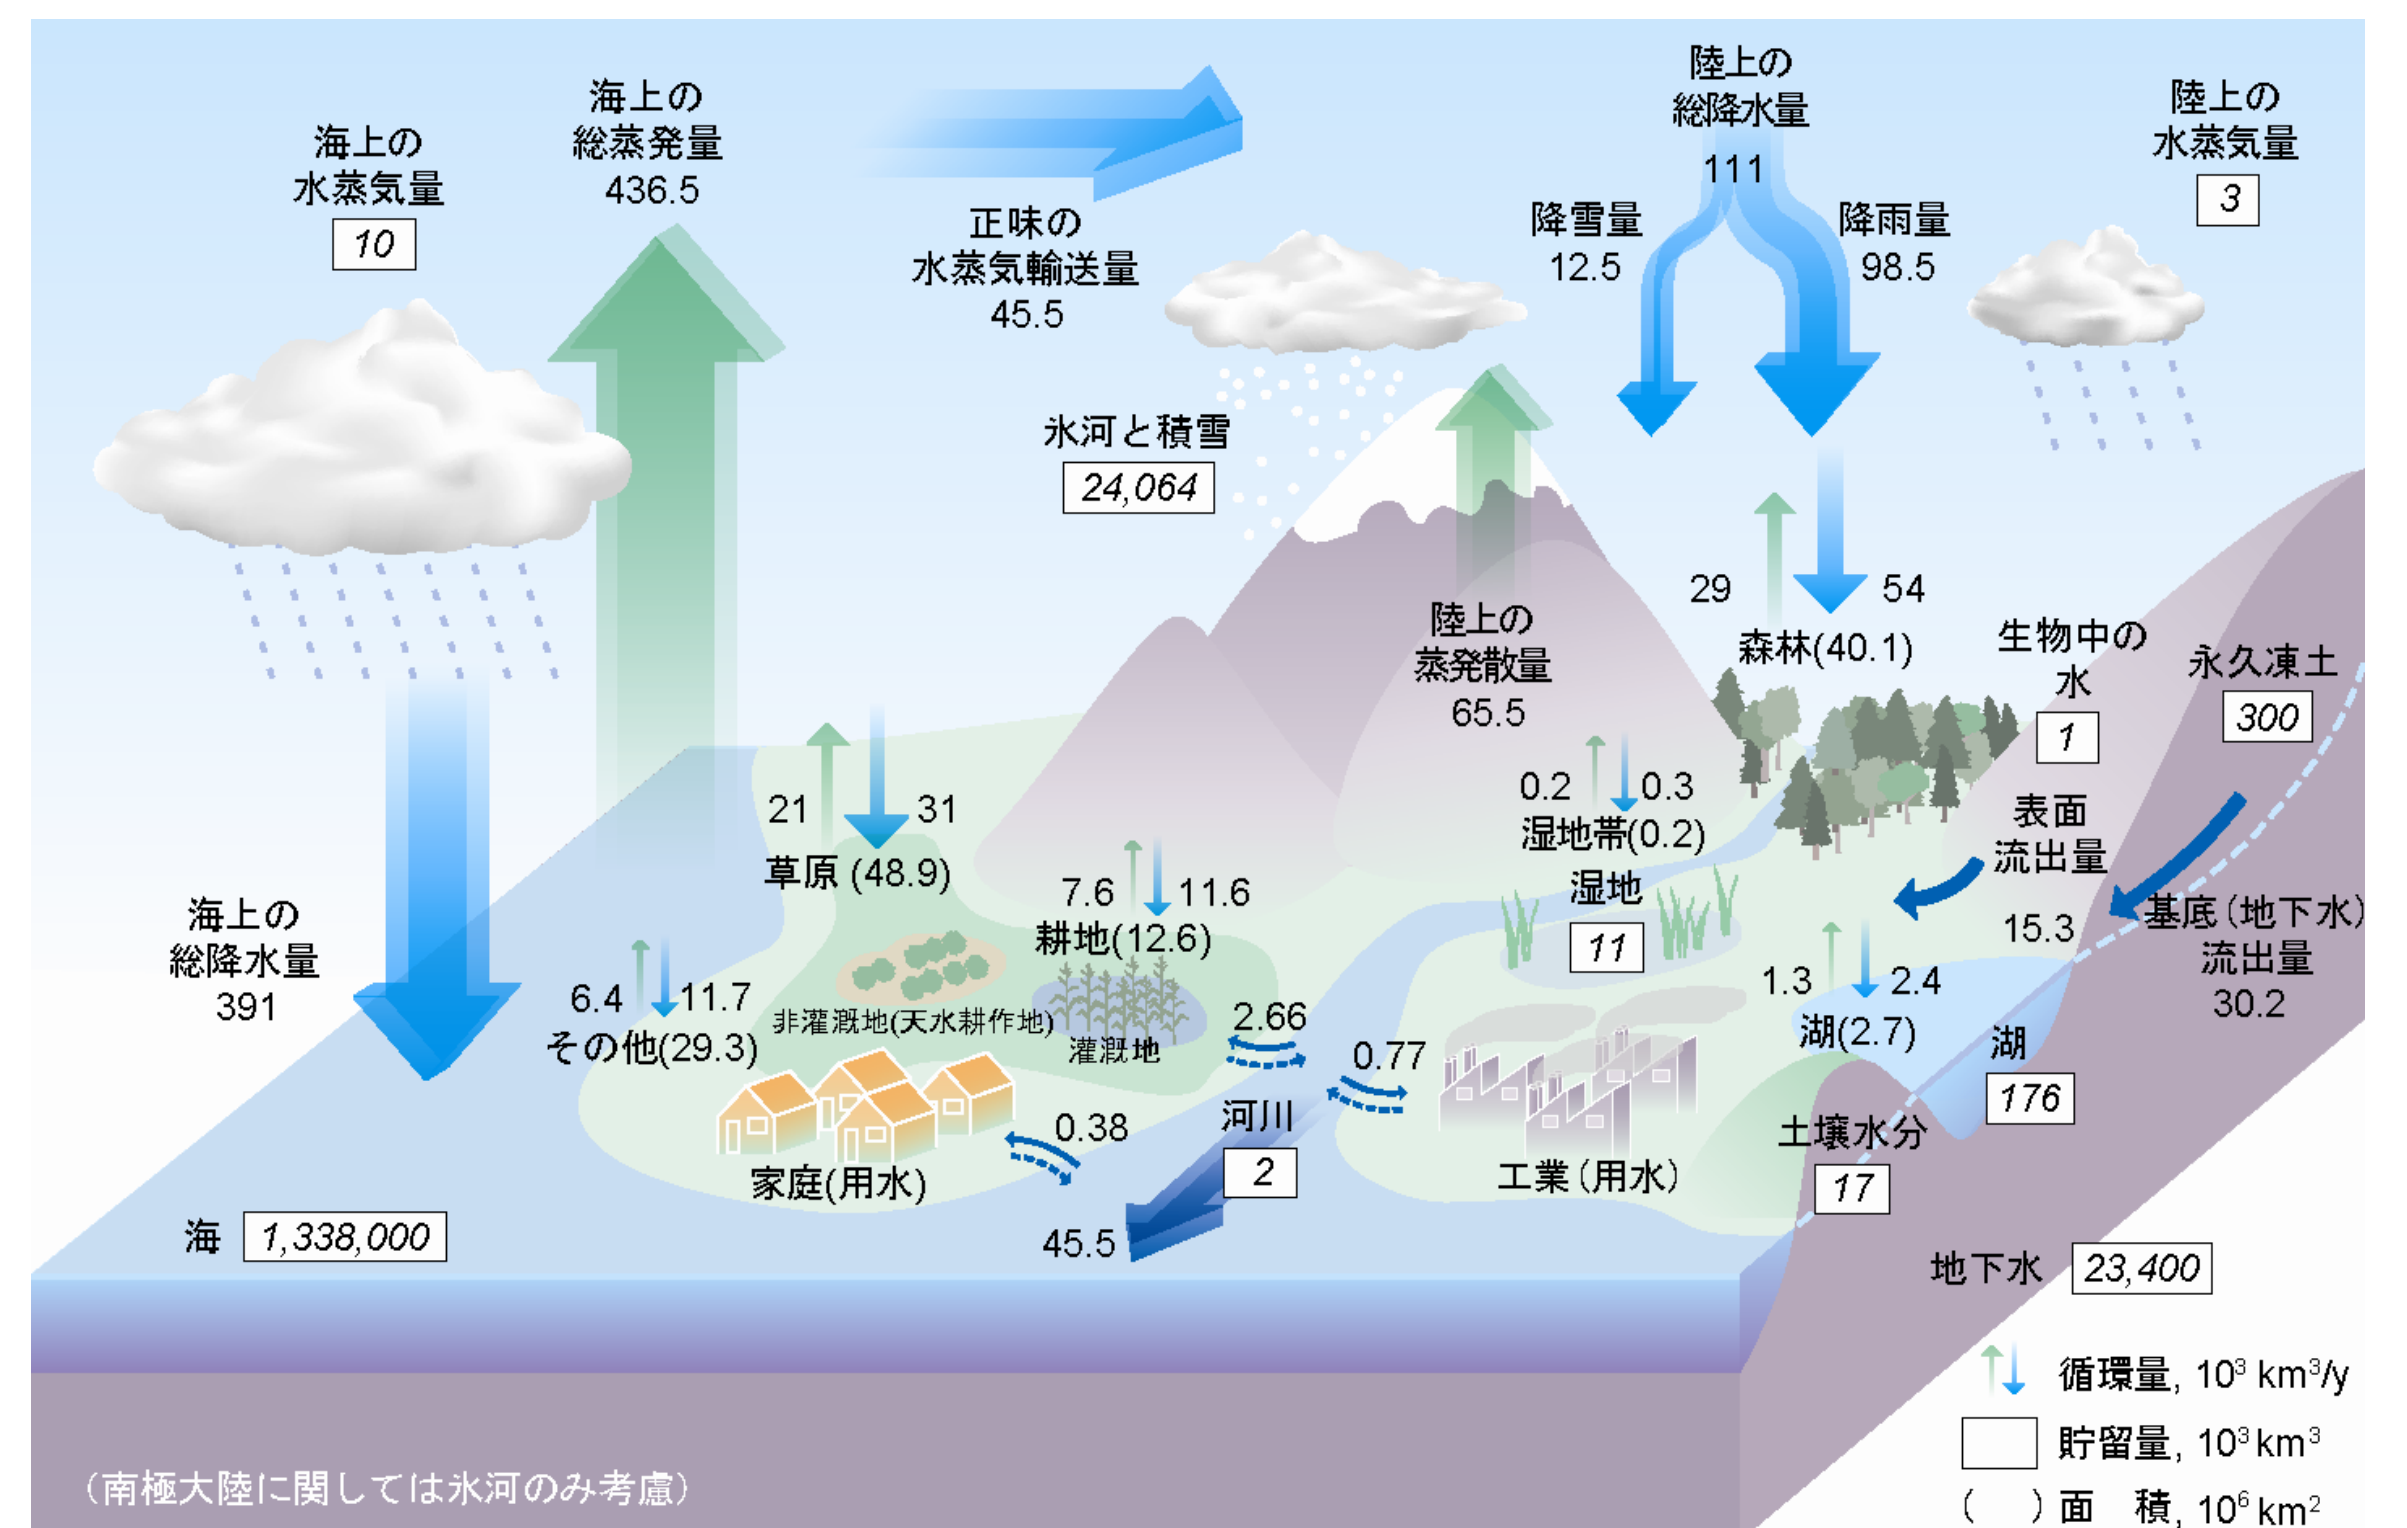 海上の
水蒸気量
10
海上の
総蒸発量
436.5
正味の
水蒸気輸送量
45.5
陸上の
総降水量
111
降雪量
12.5
降雨量
98.5
陸上の
水蒸気量
3
氷河と積雪
24,064
陸上の
蒸発散量
65.5
29
54
森林(40.1)
生物中の
水
1
永久凍土
300
21
31
草原 (48.9)
0.2
0.3
湿地帯(0.2)
湿地
11
表面
流出量
15.3
基底(地下水)
流出量
30.2
7.6
11.6
耕地(12.6)
海上の
総降水量
391
6.4
11.7
その他(29.3)
非灌漑地(天水耕作地)
灌漑地
2.66
0.77
1.3
2.4
湖(2.7)
湖
176
0.38
家庭(用水)
河川
2
工業(用水)
土壌水分
17
45.5
海
1,338,000
地下水
23,400
循環量, 10³ km³/y
貯留量, 10³ km³
( ) 面 積, 10⁶ km²
(南極大陸に関しては氷河のみ考慮)